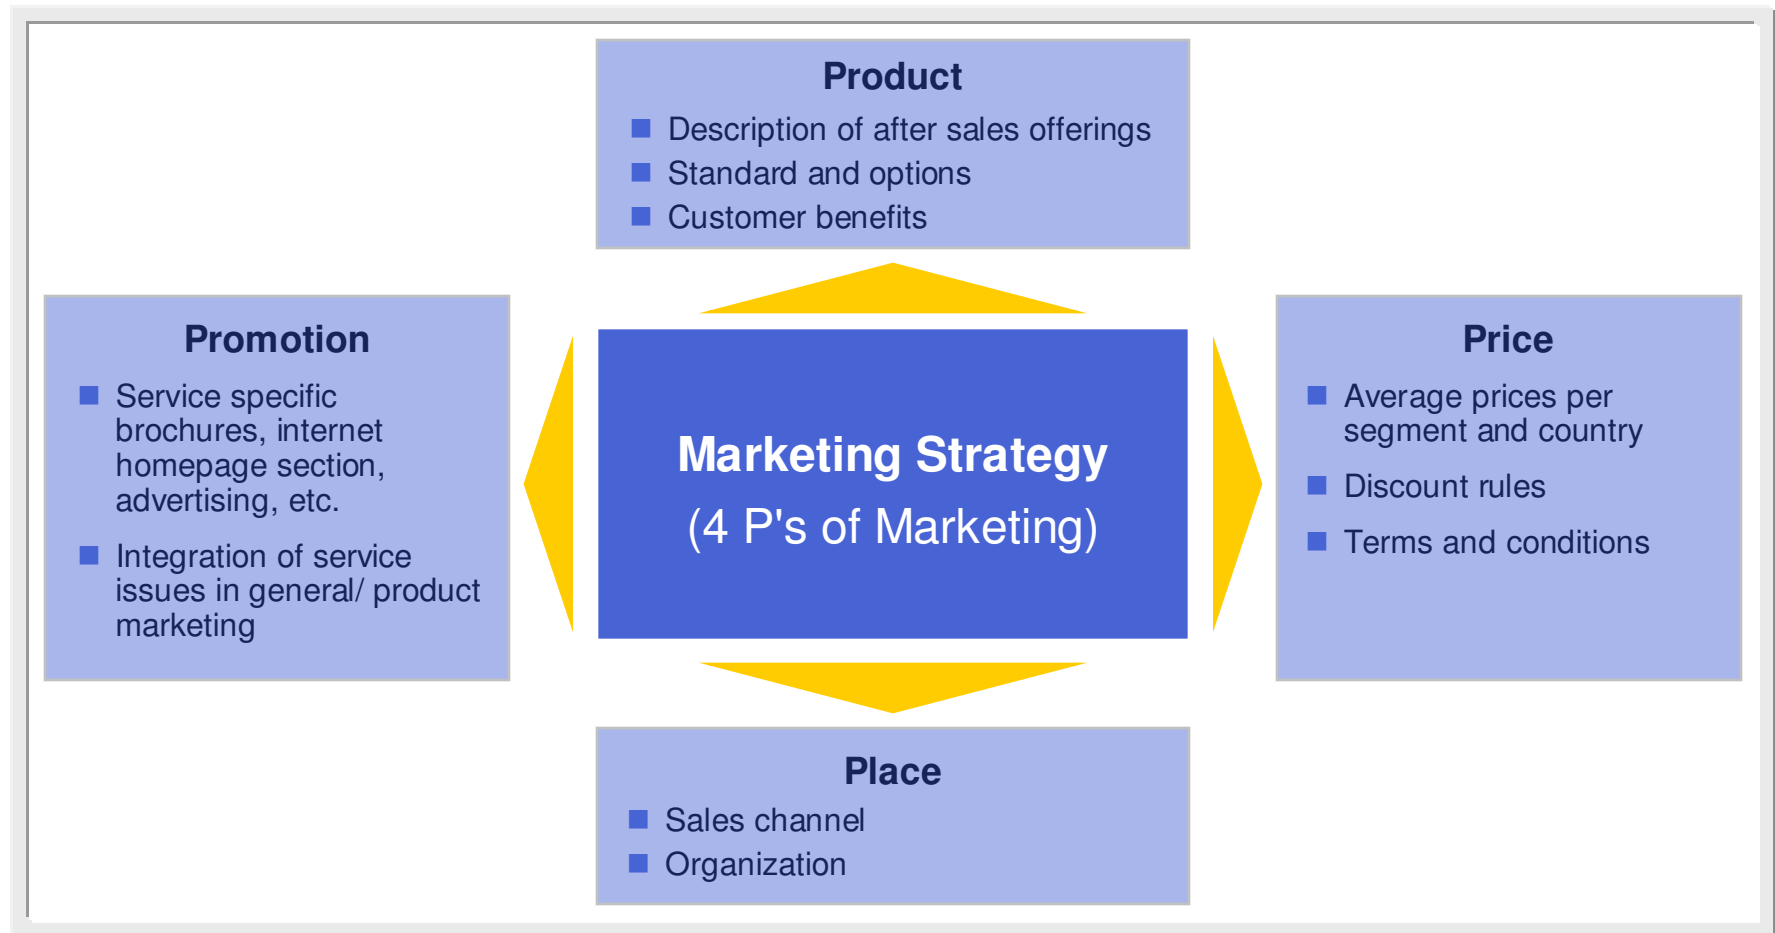 Product
Description of after sales offerings
Standard and options
Customer benefits
Promotion
Service specific
brochures, internet
homepage section,
advertising, etc.
Integration of service
issues in general/ product
marketing
Marketing Strategy
(4 P's of Marketing)
Price
Average prices per
segment and country
Discount rules
Terms and conditions
Place
Sales channel
Organization